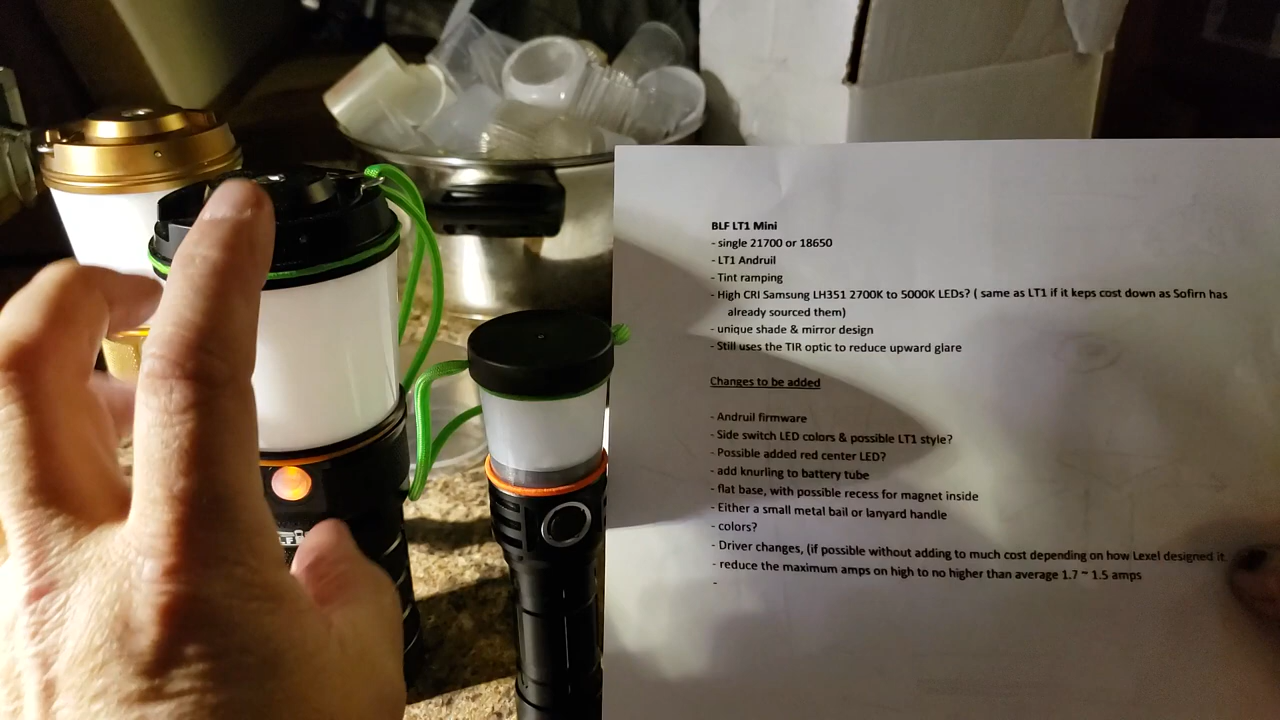 BLF LT1 Mini
- single 21700 or 18650
- LT1 Andruil
- Tint ramping
- High CRI Samsung LH351 2700K to 5000K LEDs? ( same as LT1 if it keps cost down as Sofirn has
already sourced them)
- unique shade & mirror design
- Still uses the TIR optic to reduce upward glare
Changes to be added
- Andruil firmware
- Side switch LED colors & possible LT1 style?
- Possible added red center LED?
- add knurling to battery tube
- flat base, with possible recess for magnet inside
- Either a small metal bail or lanyard handle
- colors?
- Driver changes, (if possible without adding to much cost depending on how Lexel designed it.
- reduce the maximum amps on high to no higher than average 1.7 ~ 1.5 amps
-